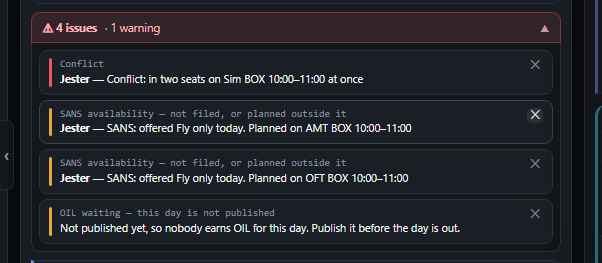 ⚠ 4 issues · 1 warning ▲
Conflict ×
Jester — Conflict: in two seats on Sim BOX 10:00–11:00 at once
SANS availability — not filed, or planned outside it ×
Jester — SANS: offered Fly only today. Planned on AMT BOX 10:00–11:00
SANS availability — not filed, or planned outside it ×
Jester — SANS: offered Fly only today. Planned on OFT BOX 10:00–11:00
OIL waiting — this day is not published ×
Not published yet, so nobody earns OIL for this day. Publish it before the day is out.